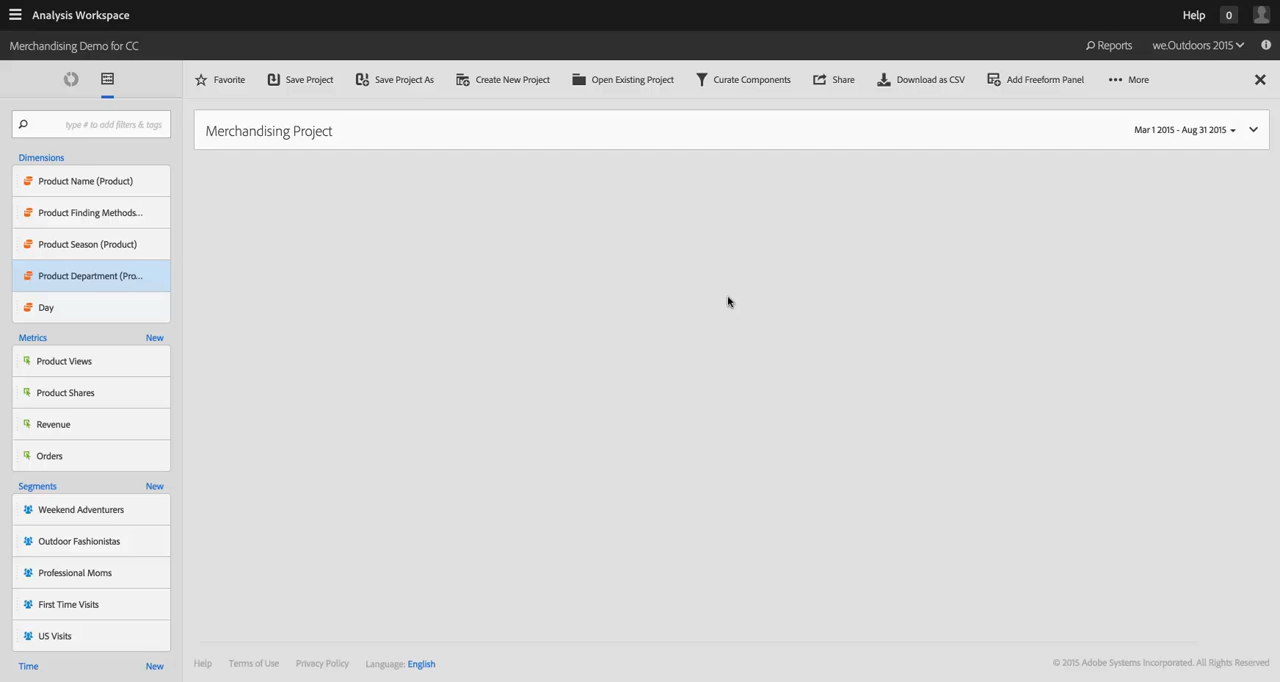 Analysis Workspace
Help 0
Merchandising Demo for CC
Reports we.Outdoors 2015
Favorite Save Project Save Project As Create New Project Open Existing Project Curate Components Share Download as CSV Add Freeform Panel More
type # to add filters & tags
Merchandising Project
Mar 1 2015 - Aug 31 2015
Dimensions
Product Name (Product)
Product Finding Methods...
Product Season (Product)
Product Department (Pro...
Day
Metrics New
Product Views
Product Shares
Revenue
Orders
Segments New
Weekend Adventurers
Outdoor Fashionistas
Professional Moms
First Time Visits
US Visits
Time New
Help Terms of Use Privacy Policy Language: English
© 2015 Adobe Systems Incorporated. All Rights Reserved